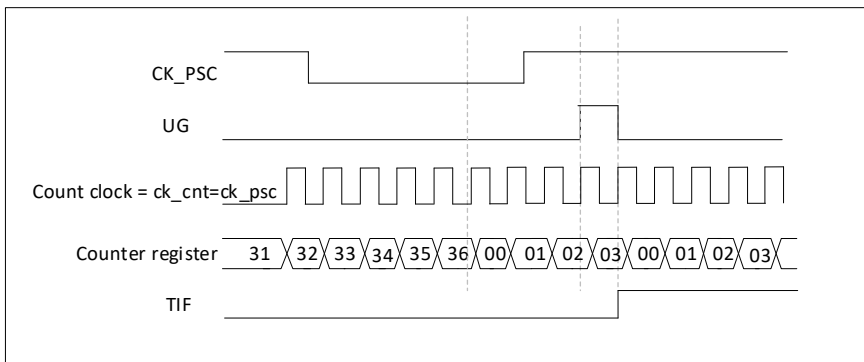 CK_PSC
UG
Count clock = ck_cnt=ck_psc
Counter register 31 32 33 34 35 36 00 01 02 03 00 01 02 03
TIF